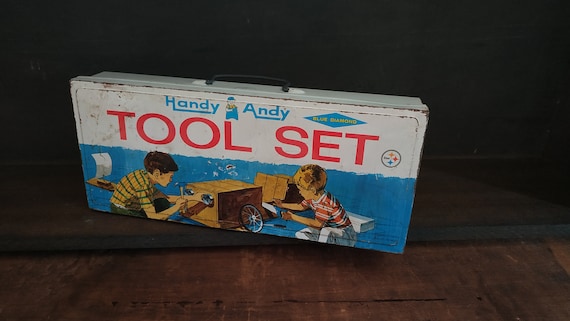 Handy Andy
BLUE DIAMOND
TOOL SET